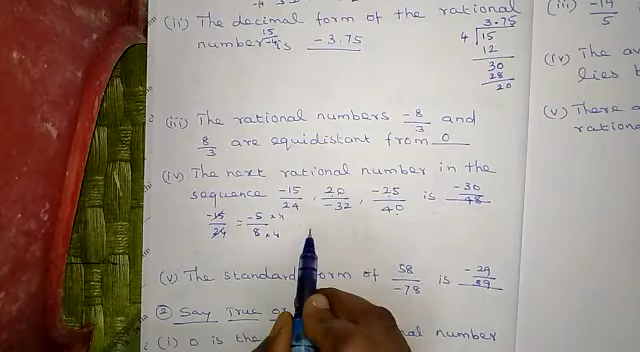 (ii) The decimal form of the rational
number 15/-4 is -3.75
3.75
4 15
12
30
28
20
(iii) The rational numbers -8/3 and
8/3 are equidistant from 0
(iv) The next rational number in the
sequence -15/24, 20/-32, -25/40 is -30/48
-15/24 = -5/8 ×4 ×4
(v) The standard form of 58/-78 is -29/39
② Say True or
(i) 0 is the number
(iii) -19/5
(iv) The
lies
(v) There